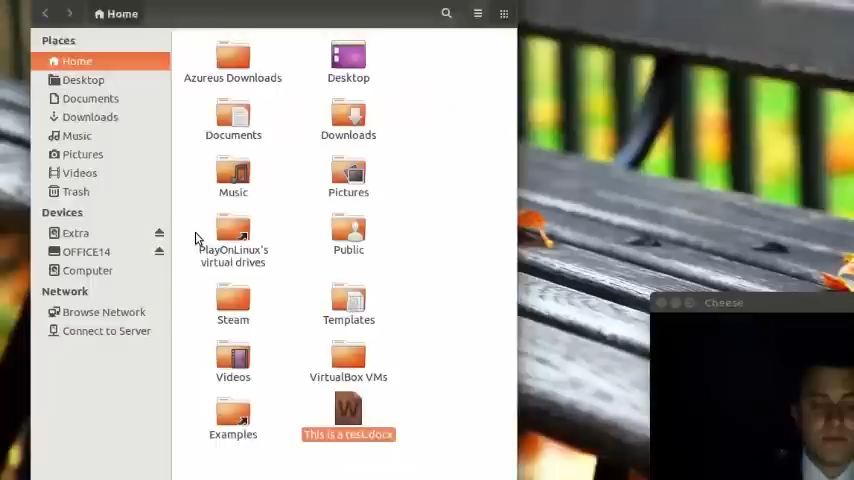 Home
Places
Home
Desktop
Documents
Downloads
Music
Pictures
Videos
Trash
Devices
Extra
OFFICE14
Computer
Network
Browse Network
Connect to Server
Azureus Downloads
Desktop
Documents
Downloads
Music
Pictures
PlayOnLinux's
virtual drives
Public
Steam
Templates
Videos
VirtualBox VMs
Examples
W
This is a test.docx
Cheese